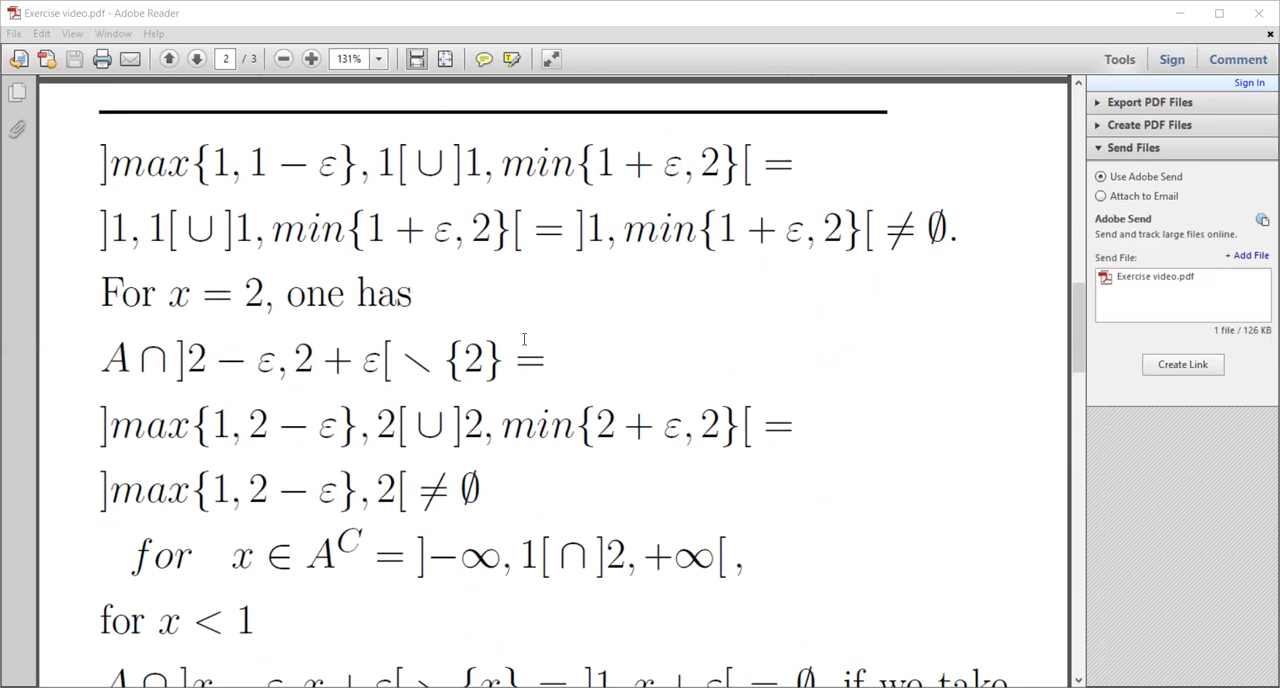 Exercise video.pdf - Adobe Reader
File Edit View Window Help
2 / 3 131% Tools Sign Comment
Sign In
Export PDF Files
Create PDF Files
Send Files
Use Adobe Send
Attach to Email
Adobe Send
Send and track large files online.
Send File: + Add File
Exercise video.pdf
1 file / 126 KB
Create Link
]max{1, 1 − ε}, 1[ ∪ ]1, min{1 + ε, 2}[ =
]1, 1[ ∪ ]1, min{1 + ε, 2}[ = ]1, min{1 + ε, 2}[ ≠ ∅.
For x = 2, one has
A ∩ ]2 − ε, 2 + ε[ ∖ {2} =
]max{1, 2 − ε}, 2[ ∪ ]2, min{2 + ε, 2}[ =
]max{1, 2 − ε}, 2[ ≠ ∅
for x ∈ A^C = ]−∞, 1[ ∩ ]2, +∞[ ,
for x < 1
A ∩ ]x − ε, x + ε[ ∖ {x} = ]1, x + ε[ = ∅, if we take